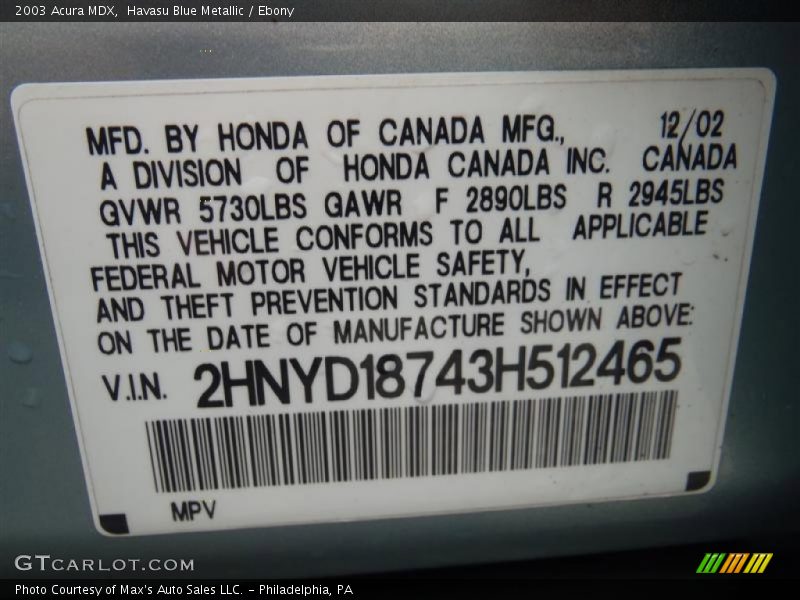 2003 Acura MDX,  Havasu Blue Metallic / Ebony
MFD. BY HONDA OF CANADA MFG., 12/02
A DIVISION OF HONDA CANADA INC. CANADA
GVWR 5730LBS GAWR F 2890LBS R 2945LBS
THIS VEHICLE CONFORMS TO ALL APPLICABLE
FEDERAL MOTOR VEHICLE SAFETY,
AND THEFT PREVENTION STANDARDS IN EFFECT
ON THE DATE OF MANUFACTURE SHOWN ABOVE:
V.I.N. 2HNYD18743H512465
MPV
GTCARLOT.COM
Photo Courtesy of Max's Auto Sales LLC. - Philadelphia, PA